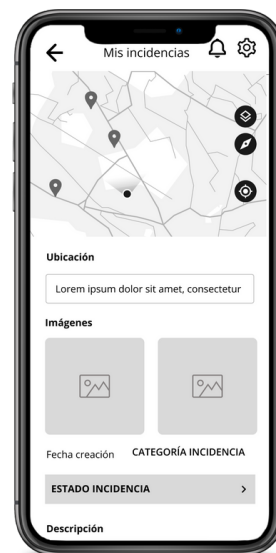 Mis incidencias
Ubicación
Lorem ipsum dolor sit amet, consectetur
Imágenes
Fecha creación CATEGORÍA INCIDENCIA
ESTADO INCIDENCIA
Descripción